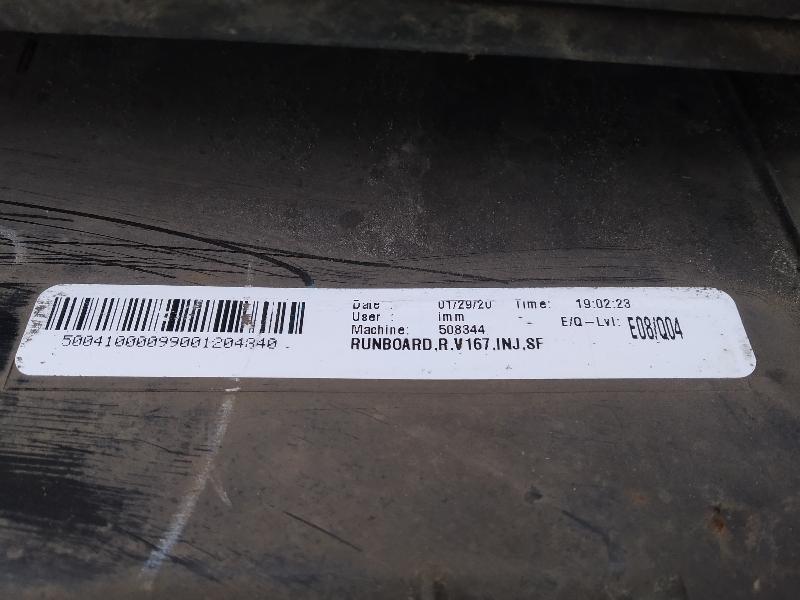 Date : 01/29/20 Time: 19:02:23
User : imm
Machine: 508344 E/Q-Lvl: E08/Q04
RUNBOARD,R,V167,INJ,SF
50041000099001204840